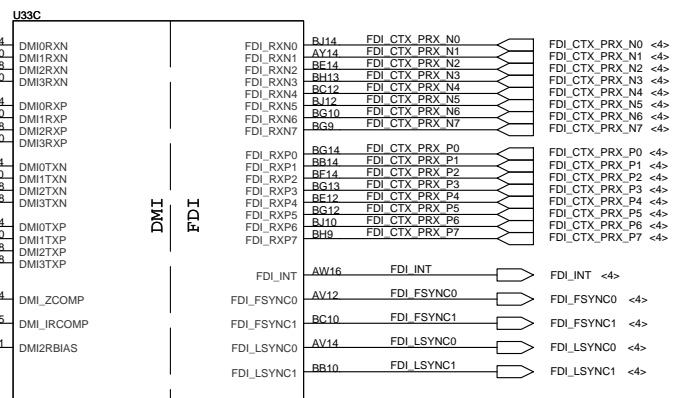 U33C
DMI0RXN FDI_RXN0 BJ14 FDI_CTX_PRX_N0 FDI_CTX_PRX_N0 <4>
DMI1RXN FDI_RXN1 AY14 FDI_CTX_PRX_N1 FDI_CTX_PRX_N1 <4>
DMI2RXN FDI_RXN2 BE14 FDI_CTX_PRX_N2 FDI_CTX_PRX_N2 <4>
DMI3RXN FDI_RXN3 BH13 FDI_CTX_PRX_N3 FDI_CTX_PRX_N3 <4>
FDI_RXN4 BC12 FDI_CTX_PRX_N4 FDI_CTX_PRX_N4 <4>
DMI0RXP FDI_RXN5 BJ12 FDI_CTX_PRX_N5 FDI_CTX_PRX_N5 <4>
DMI1RXP FDI_RXN6 BG10 FDI_CTX_PRX_N6 FDI_CTX_PRX_N6 <4>
DMI2RXP FDI_RXN7 BG9 FDI_CTX_PRX_N7 FDI_CTX_PRX_N7 <4>
DMI3RXP
FDI_RXP0 BG14 FDI_CTX_PRX_P0 FDI_CTX_PRX_P0 <4>
DMI0TXN FDI_RXP1 BB14 FDI_CTX_PRX_P1 FDI_CTX_PRX_P1 <4>
DMI1TXN FDI_RXP2 BF14 FDI_CTX_PRX_P2 FDI_CTX_PRX_P2 <4>
DMI2TXN FDI_RXP3 BG13 FDI_CTX_PRX_P3 FDI_CTX_PRX_P3 <4>
DMI3TXN FDI_RXP4 BE12 FDI_CTX_PRX_P4 FDI_CTX_PRX_P4 <4>
FDI_RXP5 BG12 FDI_CTX_PRX_P5 FDI_CTX_PRX_P5 <4>
DMI0TXP FDI_RXP6 BJ10 FDI_CTX_PRX_P6 FDI_CTX_PRX_P6 <4>
DMI1TXP FDI_RXP7 BH9 FDI_CTX_PRX_P7 FDI_CTX_PRX_P7 <4>
DMI2TXP
DMI3TXP
DMI
FDI
FDI_INT AW16 FDI_INT FDI_INT <4>
DMI_ZCOMP FDI_FSYNC0 AV12 FDI_FSYNC0 FDI_FSYNC0 <4>
DMI_IRCOMP FDI_FSYNC1 BC10 FDI_FSYNC1 FDI_FSYNC1 <4>
DMI2RBIAS FDI_LSYNC0 AV14 FDI_LSYNC0 FDI_LSYNC0 <4>
FDI_LSYNC1 BB10 FDI_LSYNC1 FDI_LSYNC1 <4>